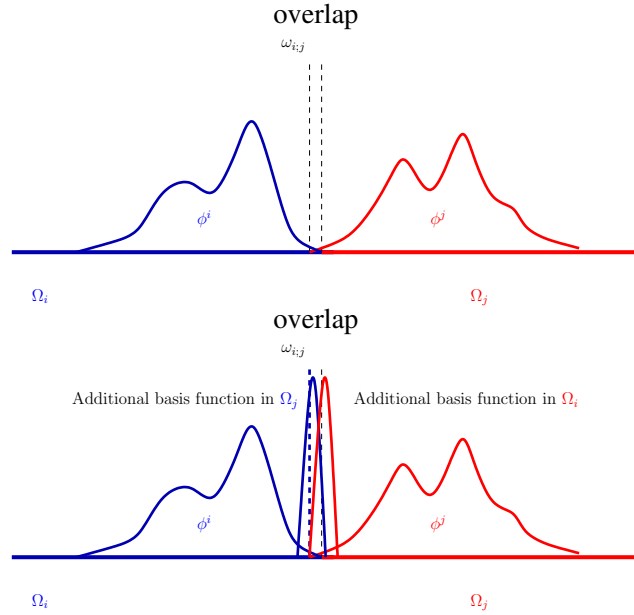 overlap
ω_{i;j}
ϕ^i ϕ^j
Ω_i Ω_j
overlap
ω_{i;j}
Additional basis function in Ω_j Additional basis function in Ω_i
ϕ^i ϕ^j
Ω_i Ω_j